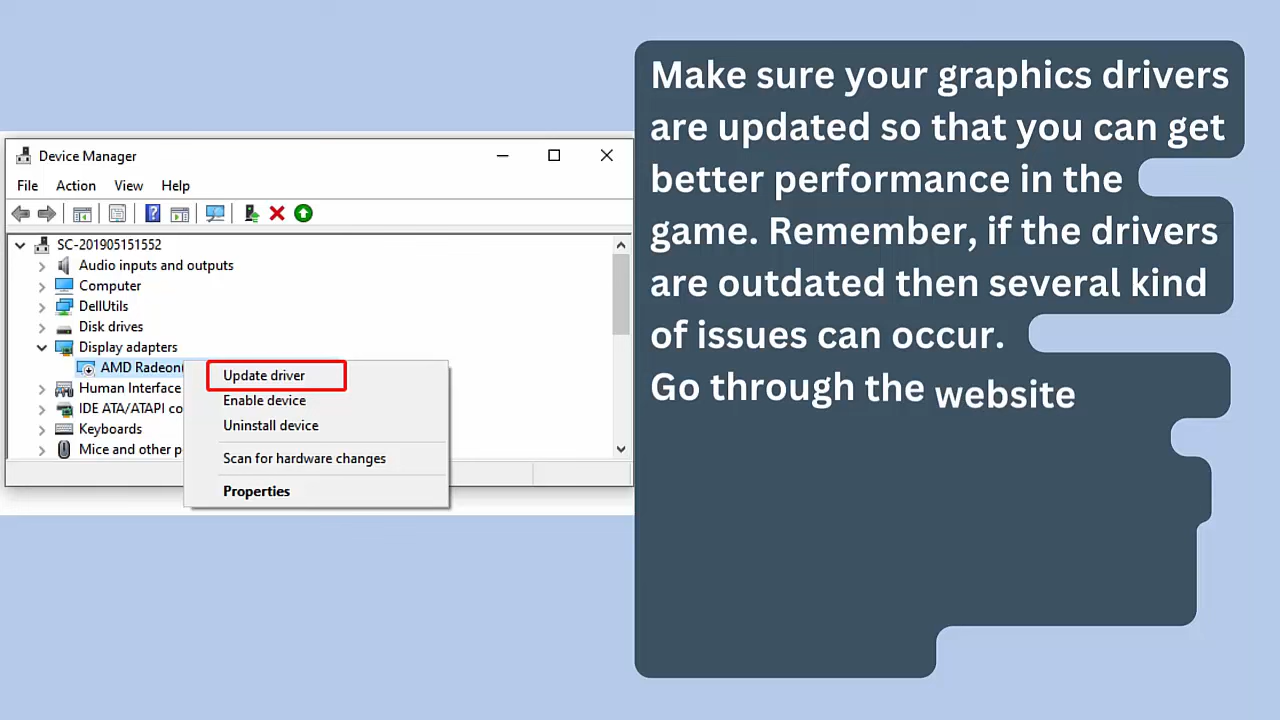 Device Manager
File Action View Help
SC-201905151552
Audio inputs and outputs
Computer
DellUtils
Disk drives
Display adapters
AMD Radeon(
Human Interface
IDE ATA/ATAPI co
Keyboards
Mice and other p
Update driver
Enable device
Uninstall device
Scan for hardware changes
Properties
Make sure your graphics drivers
are updated so that you can get
better performance in the
game. Remember, if the drivers
are outdated then several kind
of issues can occur.
Go through the website